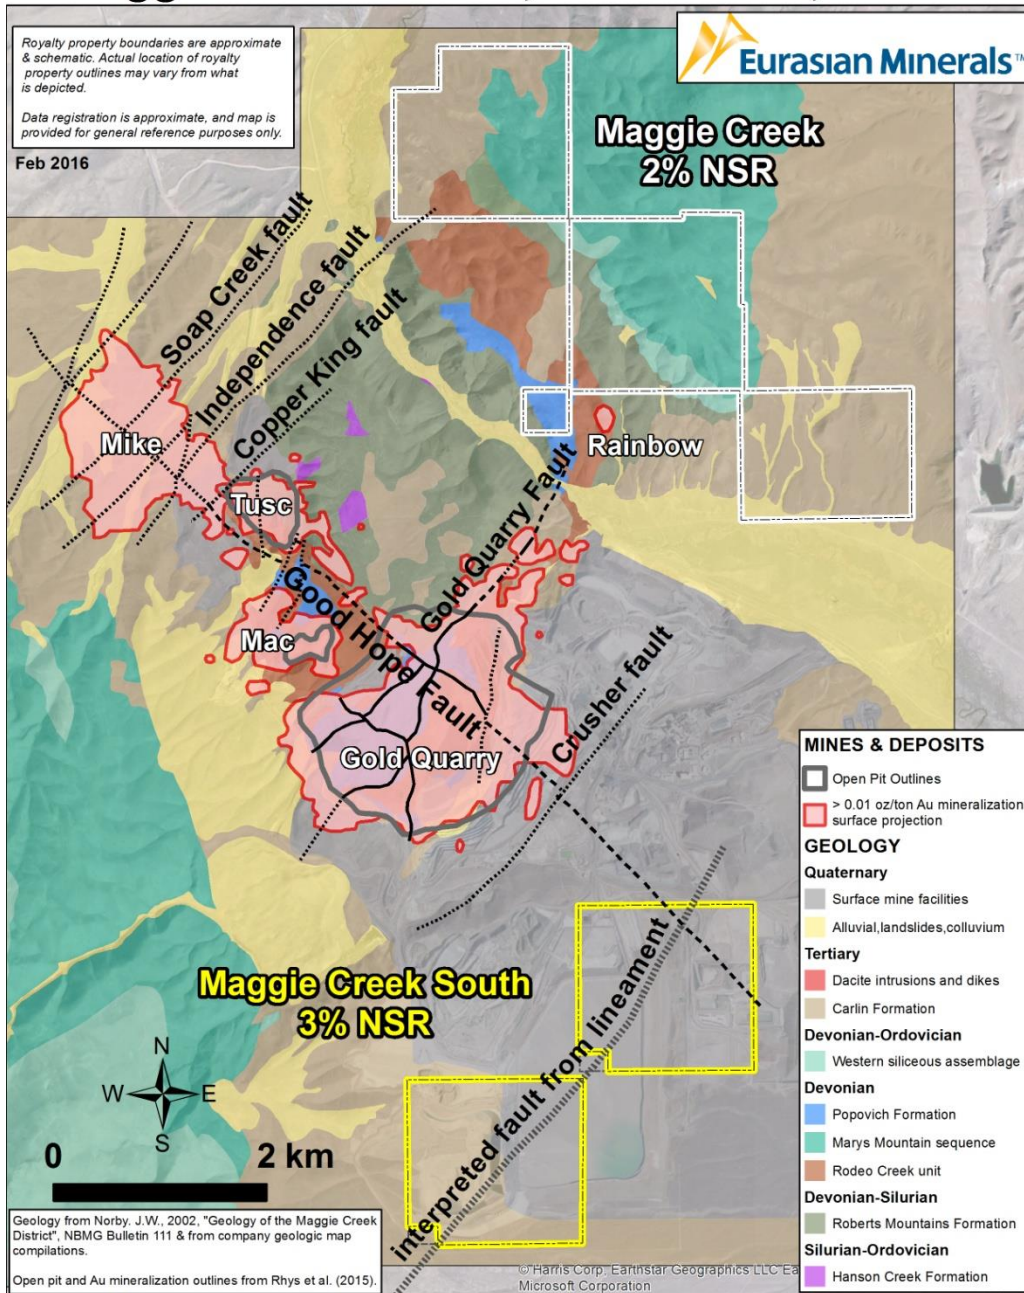 Royalty property boundaries are approximate
& schematic. Actual location of royalty
property outlines may vary from what
is depicted.
Data registration is approximate, and map is
provided for general reference purposes only.
Feb 2016
Eurasian Minerals™
Maggie Creek
2% NSR
Soap Creek fault
Independence fault
Copper King fault
Mike
Tusc
Rainbow
Gold Quarry Fault
Good Hope Fault
Mac
Gold Quarry
Crusher fault
Maggie Creek South
3% NSR
interpreted fault from lineament
N
W
E
S
0
2 km
MINES & DEPOSITS
Open Pit Outlines
> 0.01 oz/ton Au mineralization
surface projection
GEOLOGY
Quaternary
Surface mine facilities
Alluvial,landslides,colluvium
Tertiary
Dacite intrusions and dikes
Carlin Formation
Devonian-Ordovician
Western siliceous assemblage
Devonian
Popovich Formation
Marys Mountain sequence
Rodeo Creek unit
Devonian-Silurian
Roberts Mountains Formation
Silurian-Ordovician
Hanson Creek Formation
Geology from Norby. J.W., 2002, "Geology of the Maggie Creek
District", NBMG Bulletin 111 & from company geologic map
compilations.
Open pit and Au mineralization outlines from Rhys et al. (2015).
© Harris Corp, Earthstar Geographics LLC Ea
Microsoft Corporation